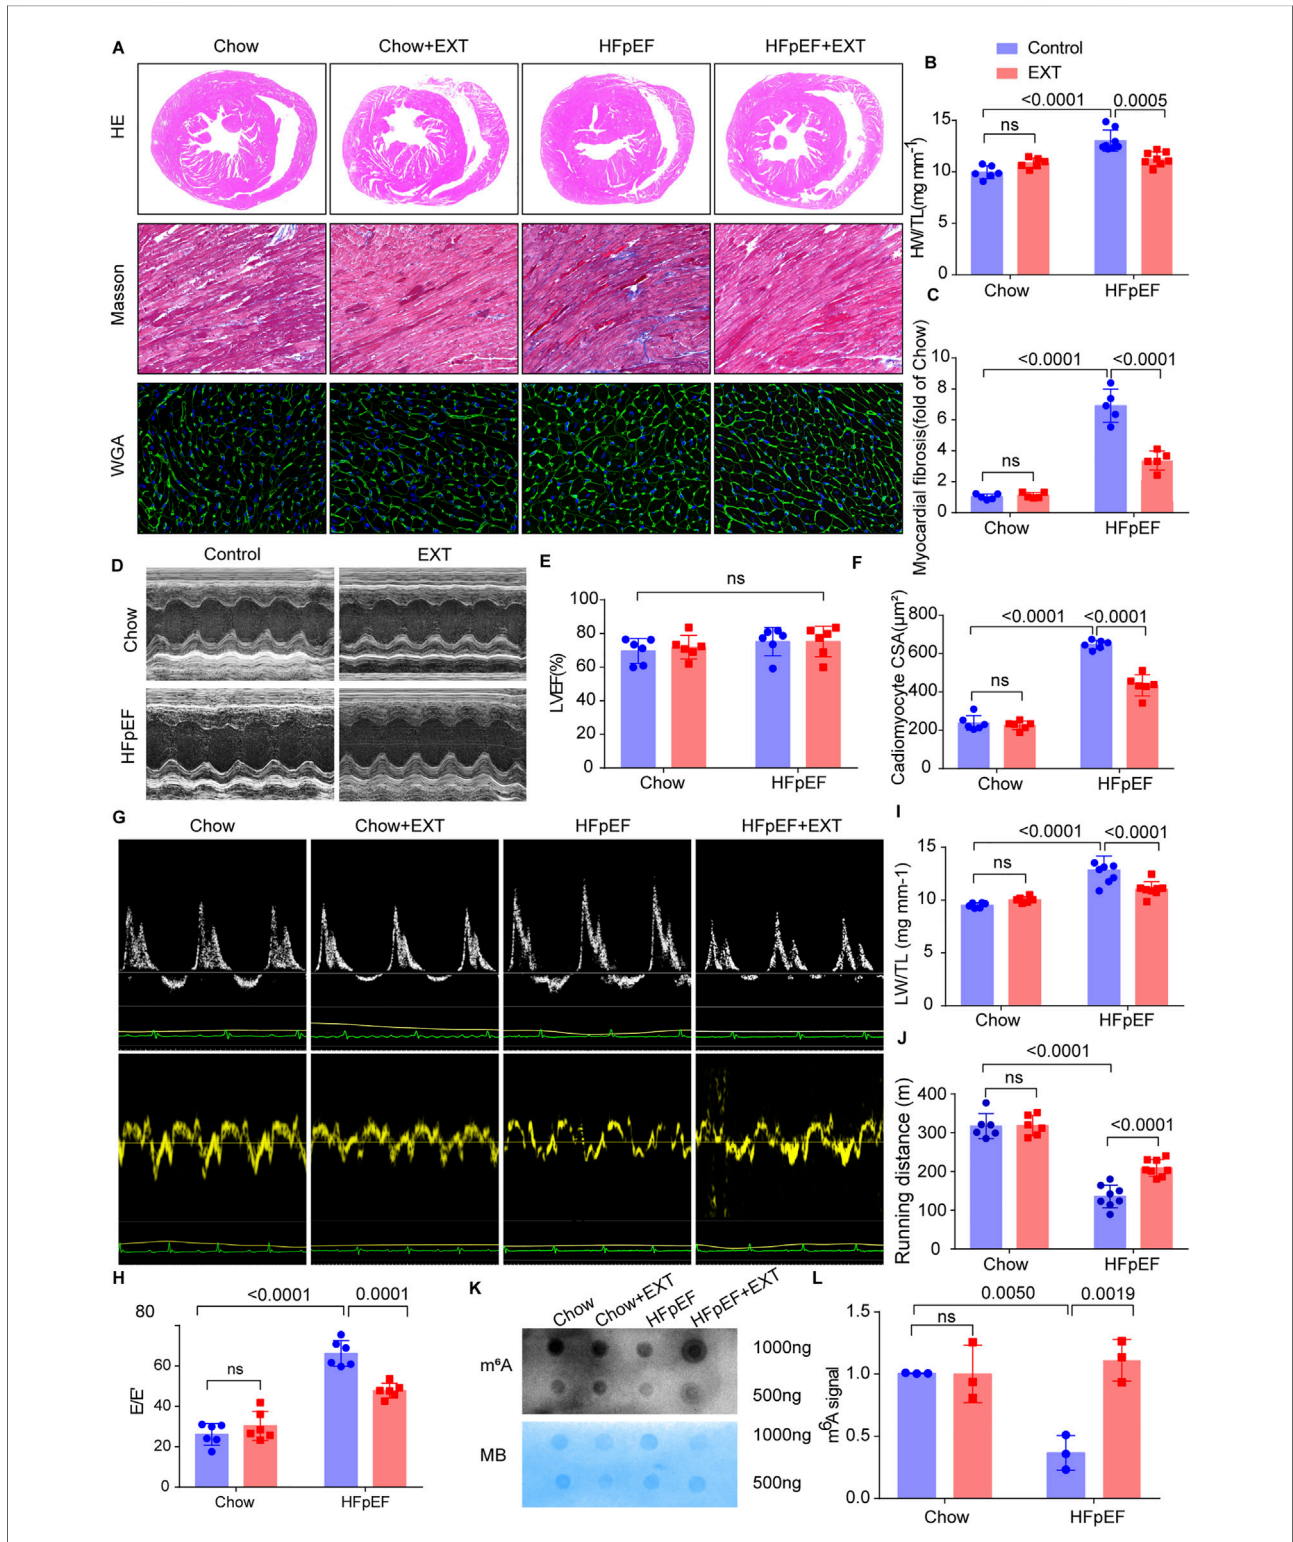 A
Chow
Chow+EXT
HFpEF
HFpEF+EXT
HE
Masson
WGA
B
Control
EXT
<0.0001
0.0005
ns
15
10
5
0
HW/TL(mg mm⁻¹)
Chow
HFpEF
C
<0.0001
<0.0001
ns
10
8
6
4
2
0
Myocardial fibrosis(fold of Chow)
Chow
HFpEF
D
Control
EXT
Chow
HFpEF
E
ns
100
80
60
40
20
0
LVEF(%)
Chow
HFpEF
F
<0.0001
<0.0001
ns
800
600
400
200
0
Cadiomyocyte CSA(µm²)
Chow
HFpEF
G
Chow
Chow+EXT
HFpEF
HFpEF+EXT
H
<0.0001
0.0001
ns
80
60
40
20
0
E/E'
Chow
HFpEF
I
<0.0001
<0.0001
ns
15
10
5
0
LW/TL (mg mm-1)
Chow
HFpEF
J
<0.0001
ns
<0.0001
400
300
200
100
0
Running distance (m)
Chow
HFpEF
K
Chow
Chow+EXT
HFpEF
HFpEF+EXT
m⁶A
1000ng
500ng
MB
1000ng
500ng
L
0.0050
0.0019
ns
1.5
1.0
0.5
0.0
m⁶A signal
Chow
HFpEF